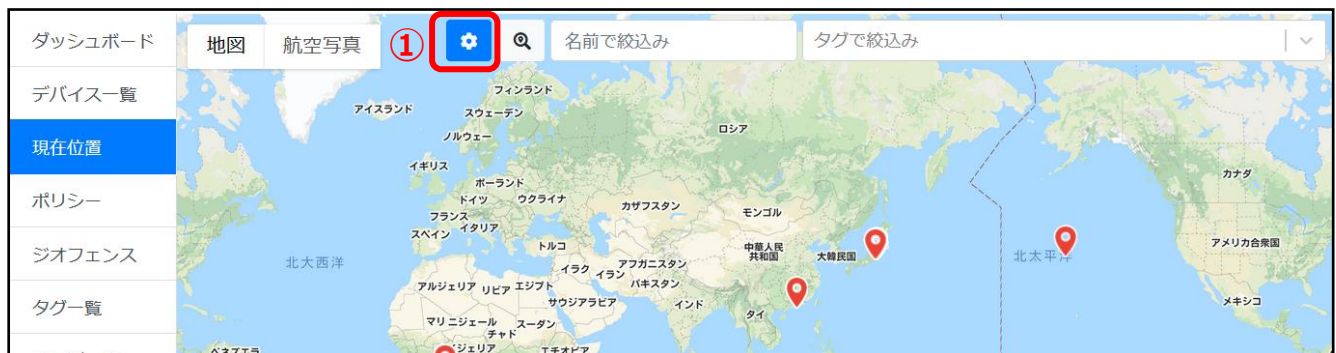 ダッシュボード
デバイス一覧
現在位置
ポリシー
ジオフェンス
タグ一覧
地図
航空写真
①
名前で絞込み
タグで絞込み
アイスランド
フィンランド
スウェーデン
ノルウェー
ロシア
イギリス
ポーランド
ドイツ
ウクライナ
フランス
スペイン
イタリア
カザフスタン
モンゴル
カナダ
北大西洋
トルコ
中華人民
共和国
大韓民国
北太平洋
アメリカ合衆国
イラク
イラン
アフガニスタン
パキスタン
アルジェリア
リビア
エジプト
サウジアラビア
インド
タイ
メキシコ
マリ
ニジェール
チャド
スーダン
エチオピア
ベネズエラ